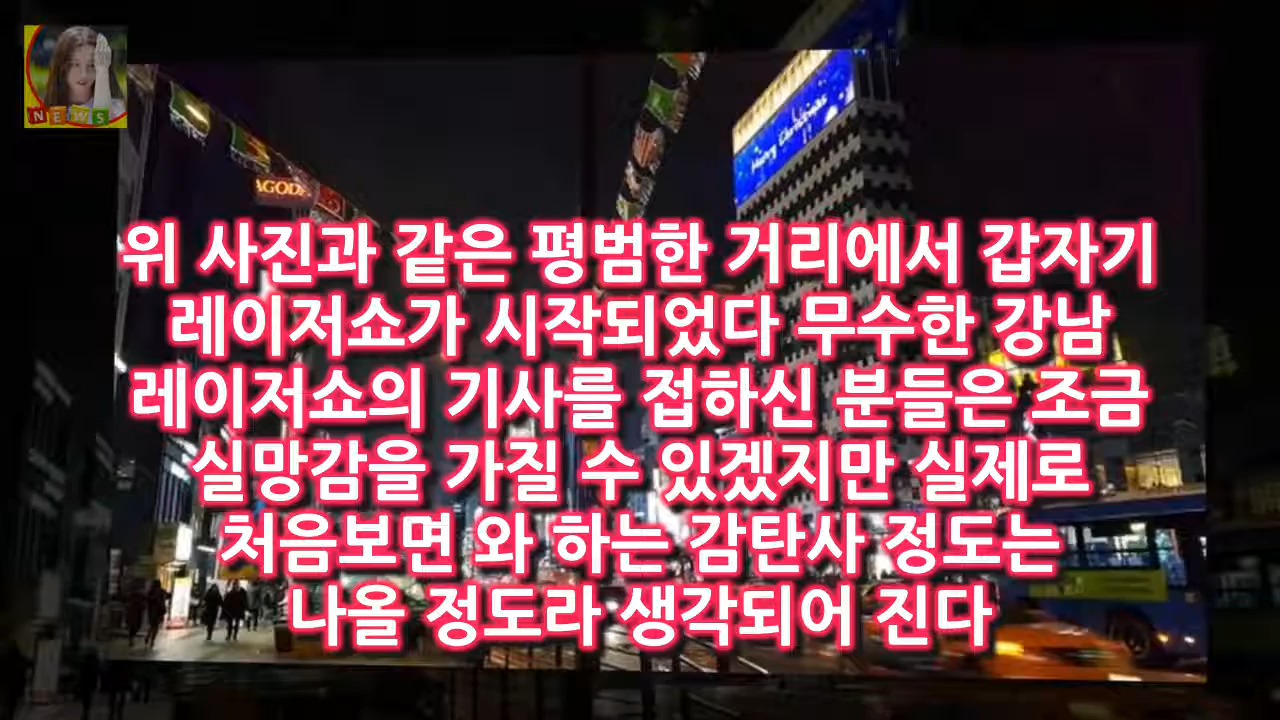 NEWS
AGODA
Merry Christmas
위 사진과 같은 평범한 거리에서 갑자기
레이저쇼가 시작되었다 무수한 강남
레이저쇼의 기사를 접하신 분들은 조금
실망감을 가질 수 있겠지만 실제로
처음보면 와 하는 감탄사 정도는
나올 정도라 생각되어 진다